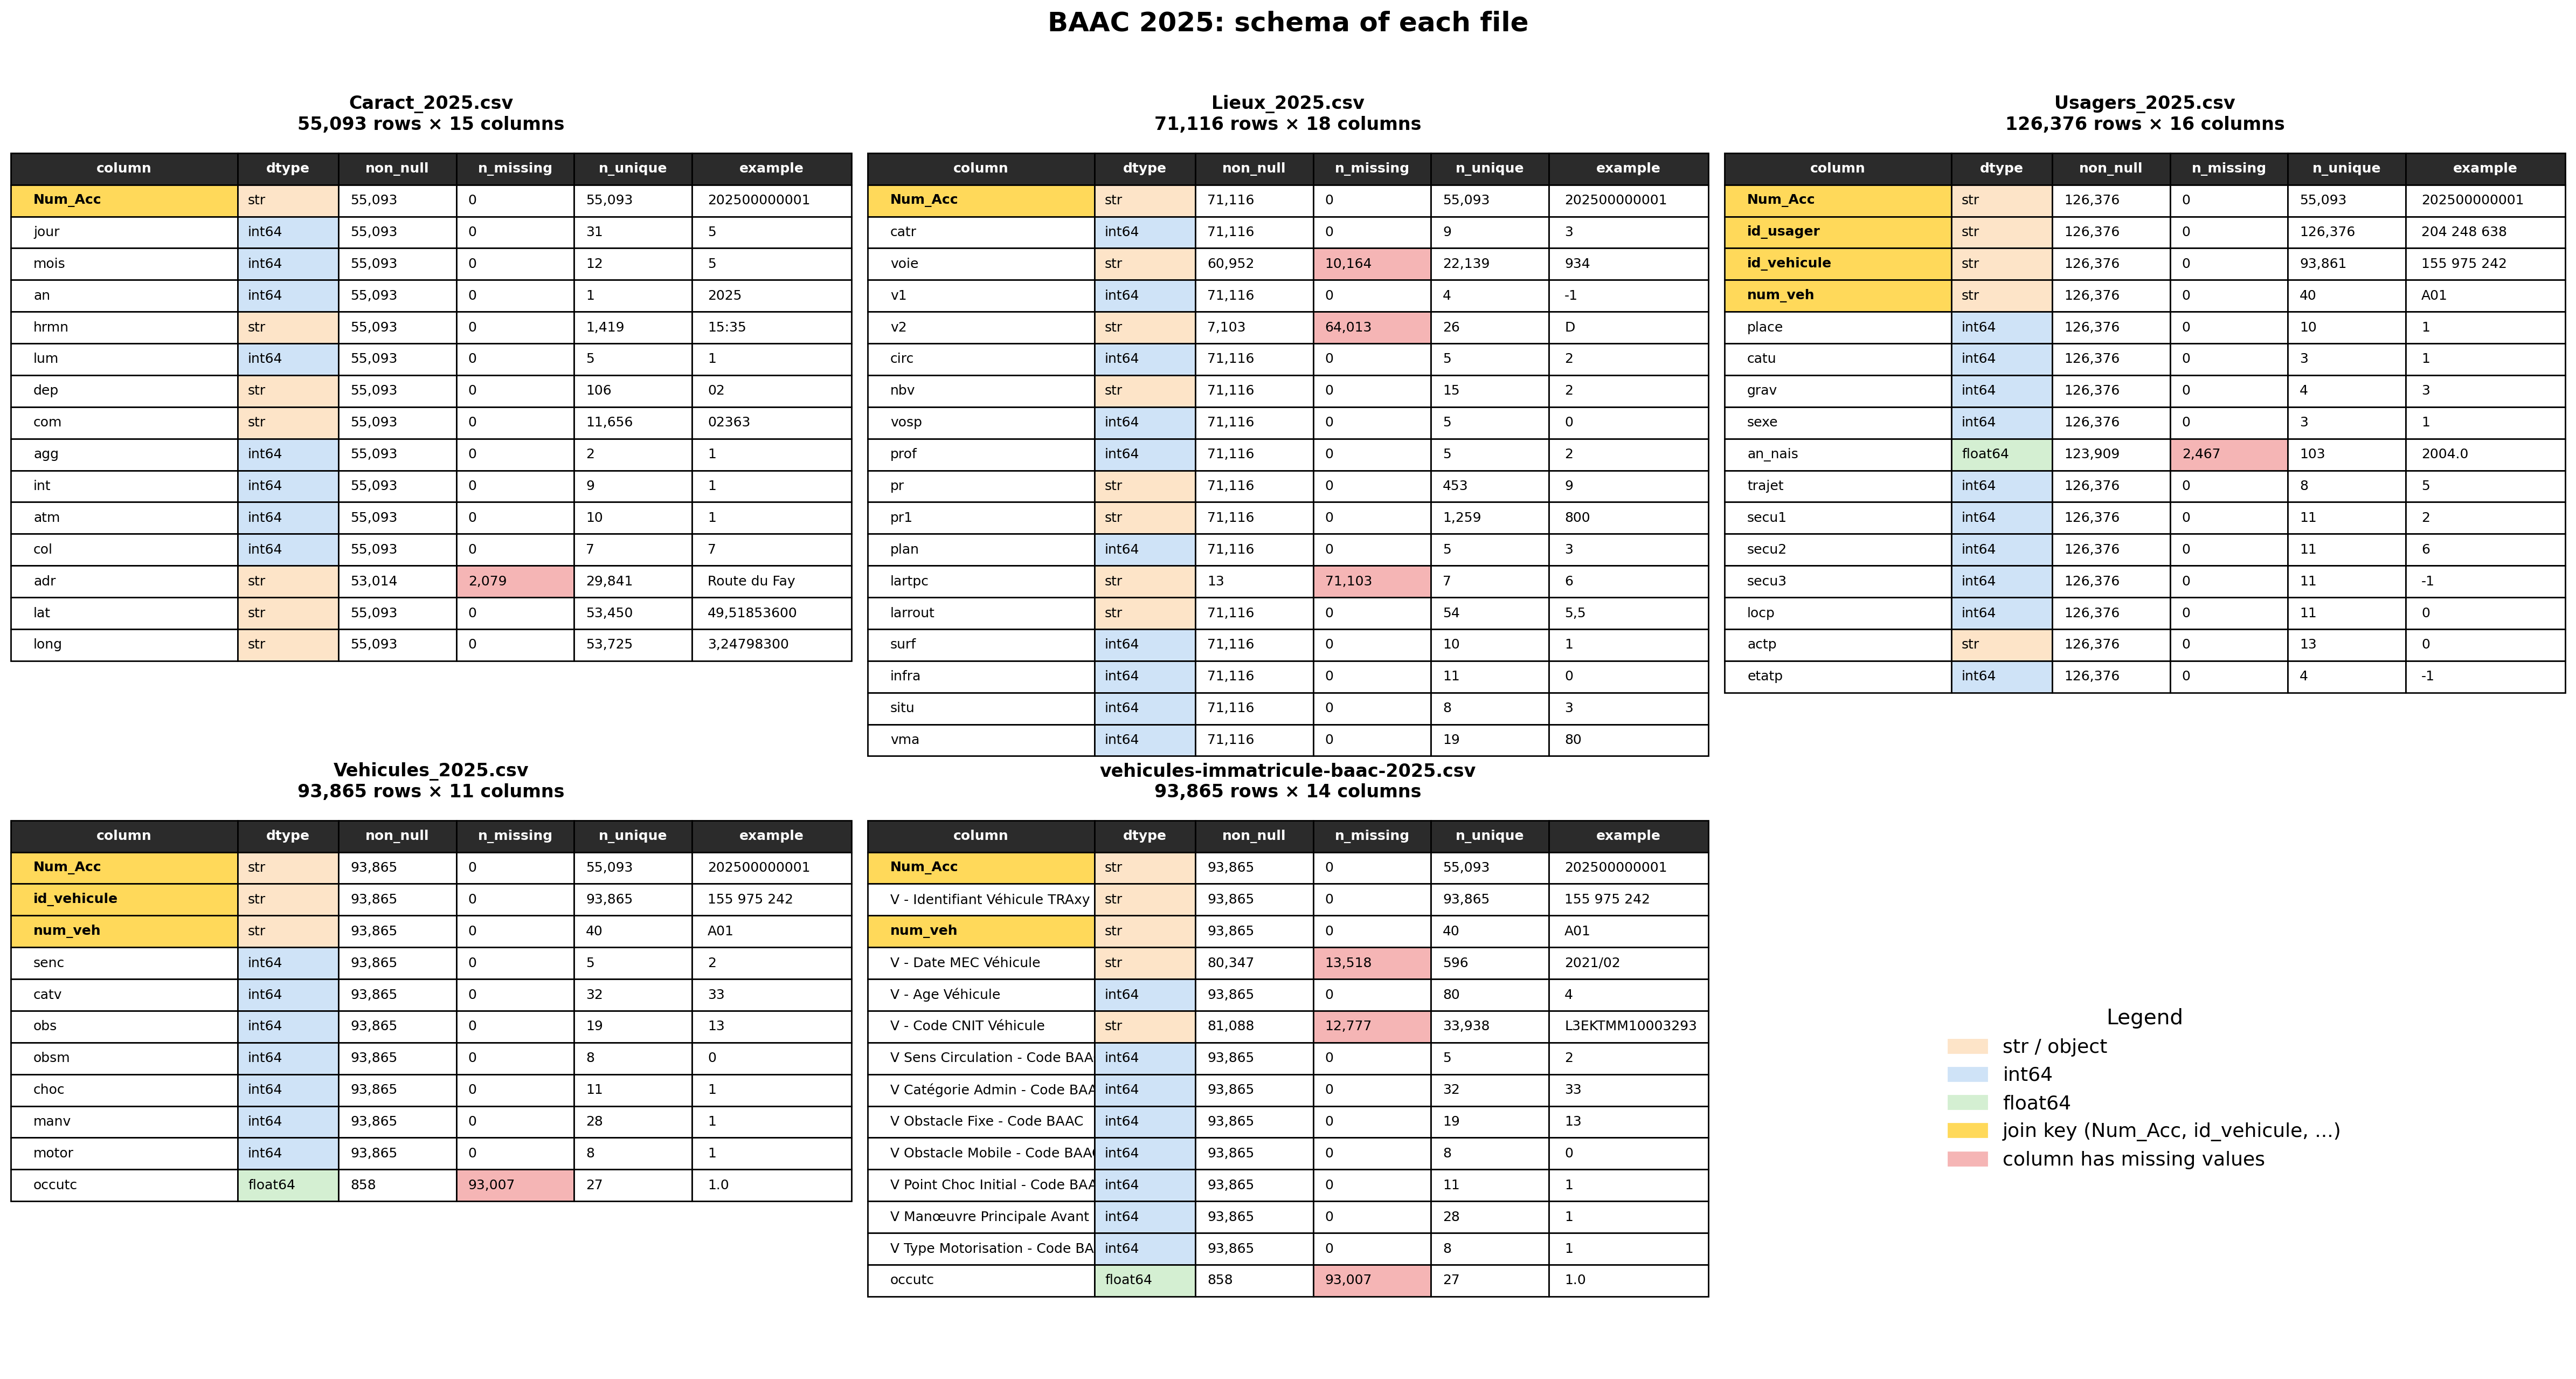 BAAC 2025: schema of each file
Caract_2025.csv
55,093 rows × 15 columns
column dtype non_null n_missing n_unique example
Num_Acc str 55,093 0 55,093 202500000001
jour int64 55,093 0 31 5
mois int64 55,093 0 12 5
an int64 55,093 0 1 2025
hrmn str 55,093 0 1,419 15:35
lum int64 55,093 0 5 1
dep str 55,093 0 106 02
com str 55,093 0 11,656 02363
agg int64 55,093 0 2 1
int int64 55,093 0 9 1
atm int64 55,093 0 10 1
col int64 55,093 0 7 7
adr str 53,014 2,079 29,841 Route du Fay
lat str 55,093 0 53,450 49,51853600
long str 55,093 0 53,725 3,24798300
Lieux_2025.csv
71,116 rows × 18 columns
column dtype non_null n_missing n_unique example
Num_Acc str 71,116 0 55,093 202500000001
catr int64 71,116 0 9 3
voie str 60,952 10,164 22,139 934
v1 int64 71,116 0 4 -1
v2 str 7,103 64,013 26 D
circ int64 71,116 0 5 2
nbv str 71,116 0 15 2
vosp int64 71,116 0 5 0
prof int64 71,116 0 5 2
pr str 71,116 0 453 9
pr1 str 71,116 0 1,259 800
plan int64 71,116 0 5 3
lartpc str 13 71,103 7 6
larrout str 71,116 0 54 5,5
surf int64 71,116 0 10 1
infra int64 71,116 0 11 0
situ int64 71,116 0 8 3
vma int64 71,116 0 19 80
Usagers_2025.csv
126,376 rows × 16 columns
column dtype non_null n_missing n_unique example
Num_Acc str 126,376 0 55,093 202500000001
id_usager str 126,376 0 126,376 204 248 638
id_vehicule str 126,376 0 93,861 155 975 242
num_veh str 126,376 0 40 A01
place int64 126,376 0 10 1
catu int64 126,376 0 3 1
grav int64 126,376 0 4 3
sexe int64 126,376 0 3 1
an_nais float64 123,909 2,467 103 2004.0
trajet int64 126,376 0 8 5
secu1 int64 126,376 0 11 2
secu2 int64 126,376 0 11 6
secu3 int64 126,376 0 11 -1
locp int64 126,376 0 11 0
actp str 126,376 0 13 0
etatp int64 126,376 0 4 -1
Vehicules_2025.csv
93,865 rows × 11 columns
column dtype non_null n_missing n_unique example
Num_Acc str 93,865 0 55,093 202500000001
id_vehicule str 93,865 0 93,865 155 975 242
num_veh str 93,865 0 40 A01
senc int64 93,865 0 5 2
catv int64 93,865 0 32 33
obs int64 93,865 0 19 13
obsm int64 93,865 0 8 0
choc int64 93,865 0 11 1
manv int64 93,865 0 28 1
motor int64 93,865 0 8 1
occutc float64 858 93,007 27 1.0
vehicules-immatricule-baac-2025.csv
93,865 rows × 14 columns
column dtype non_null n_missing n_unique example
Num_Acc str 93,865 0 55,093 202500000001
V - Identifiant Véhicule TRAxy str 93,865 0 93,865 155 975 242
num_veh str 93,865 0 40 A01
V - Date MEC Véhicule str 80,347 13,518 596 2021/02
V - Age Véhicule int64 93,865 0 80 4
V - Code CNIT Véhicule str 81,088 12,777 33,938 L3EKTMM10003293
V Sens Circulation - Code BAA int64 93,865 0 5 2
V Catégorie Admin - Code BAA int64 93,865 0 32 33
V Obstacle Fixe - Code BAAC int64 93,865 0 19 13
V Obstacle Mobile - Code BAAC int64 93,865 0 8 0
V Point Choc Initial - Code BAA int64 93,865 0 11 1
V Manœuvre Principale Avant int64 93,865 0 28 1
V Type Motorisation - Code BA int64 93,865 0 8 1
occutc float64 858 93,007 27 1.0
Legend
str / object
int64
float64
join key (Num_Acc, id_vehicule, ...)
column has missing values